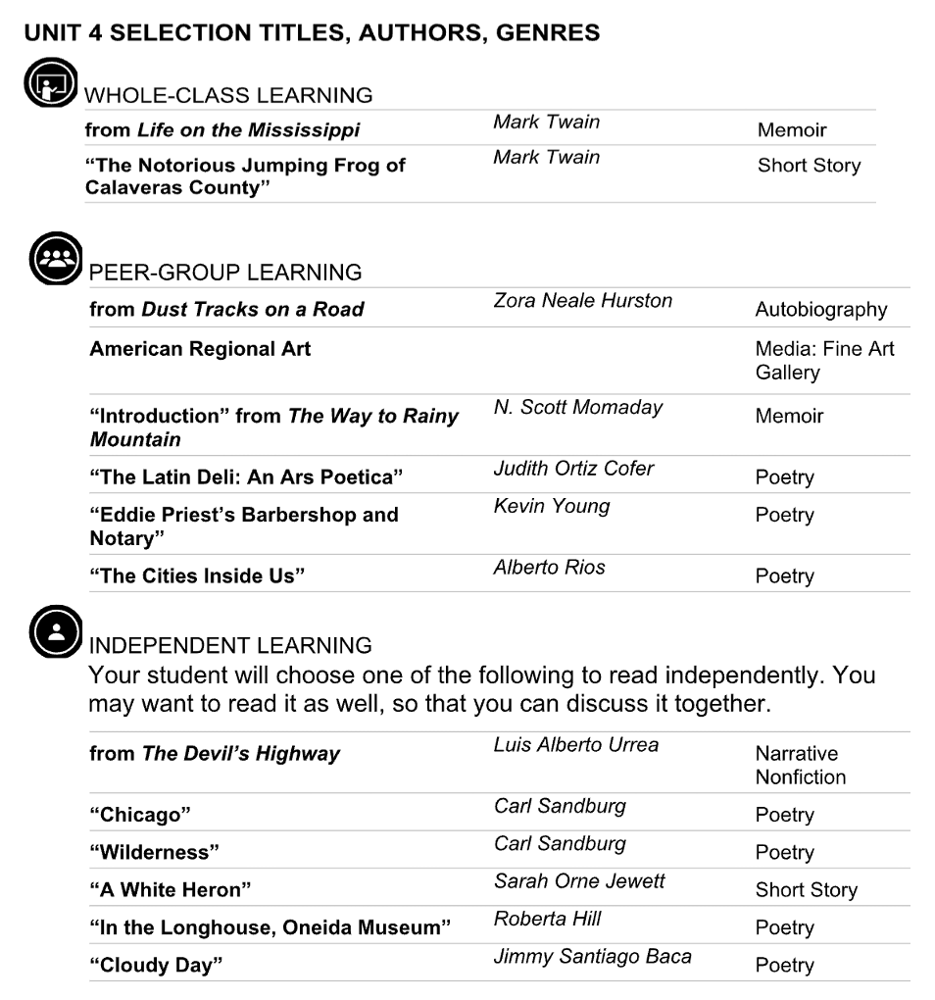 UNIT 4 SELECTION TITLES, AUTHORS, GENRES
WHOLE-CLASS LEARNING
from Life on the Mississippi Mark Twain Memoir
“The Notorious Jumping Frog of Mark Twain Short Story
Calaveras County”
PEER-GROUP LEARNING
from Dust Tracks on a Road Zora Neale Hurston Autobiography
American Regional Art Media: Fine Art
Gallery
“Introduction” from The Way to Rainy N. Scott Momaday Memoir
Mountain
“The Latin Deli: An Ars Poetica” Judith Ortiz Cofer Poetry
“Eddie Priest’s Barbershop and Kevin Young Poetry
Notary”
“The Cities Inside Us” Alberto Rios Poetry
INDEPENDENT LEARNING
Your student will choose one of the following to read independently. You
may want to read it as well, so that you can discuss it together.
from The Devil’s Highway Luis Alberto Urrea Narrative
Nonfiction
“Chicago” Carl Sandburg Poetry
“Wilderness” Carl Sandburg Poetry
“A White Heron” Sarah Orne Jewett Short Story
“In the Longhouse, Oneida Museum” Roberta Hill Poetry
“Cloudy Day” Jimmy Santiago Baca Poetry